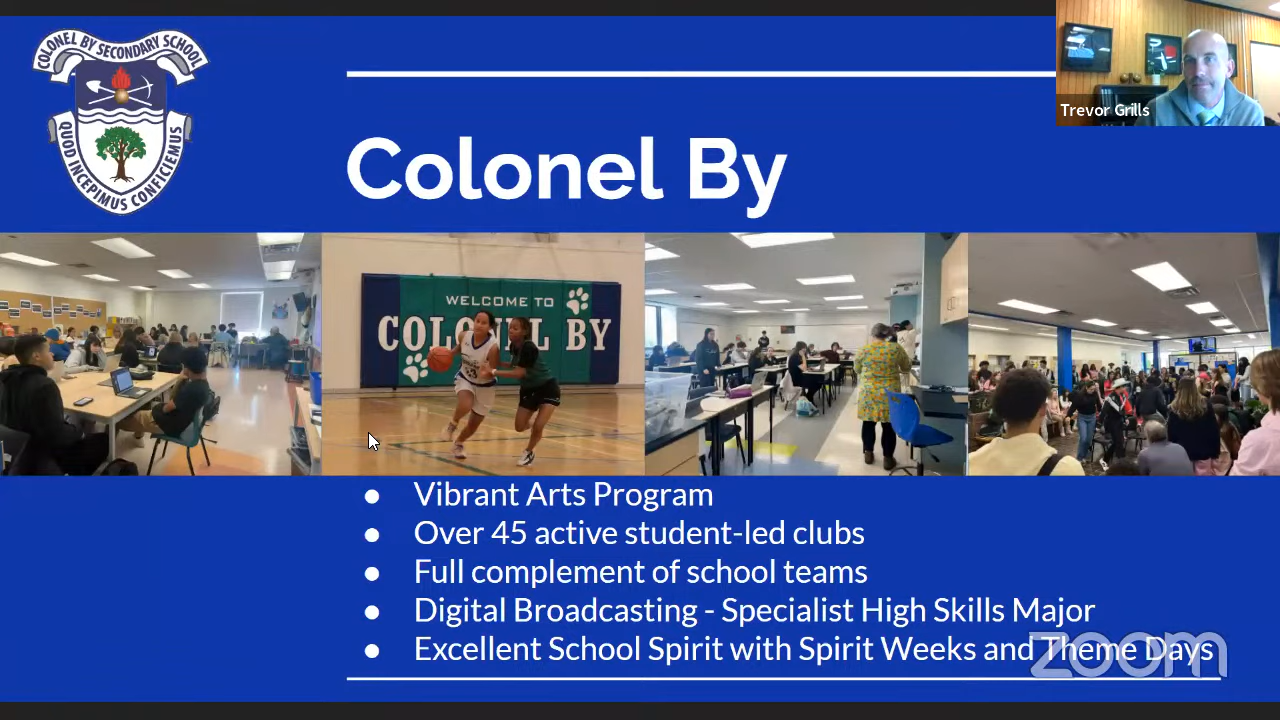 COLONEL BY SECONDARY SCHOOL
QUOD INCEPIMUS CONFICIEMUS
Trevor Grills
Colonel By
WELCOME TO
COLONEL BY
● Vibrant Arts Program
● Over 45 active student-led clubs
● Full complement of school teams
● Digital Broadcasting - Specialist High Skills Major
● Excellent School Spirit with Spirit Weeks and Theme Days
zoom